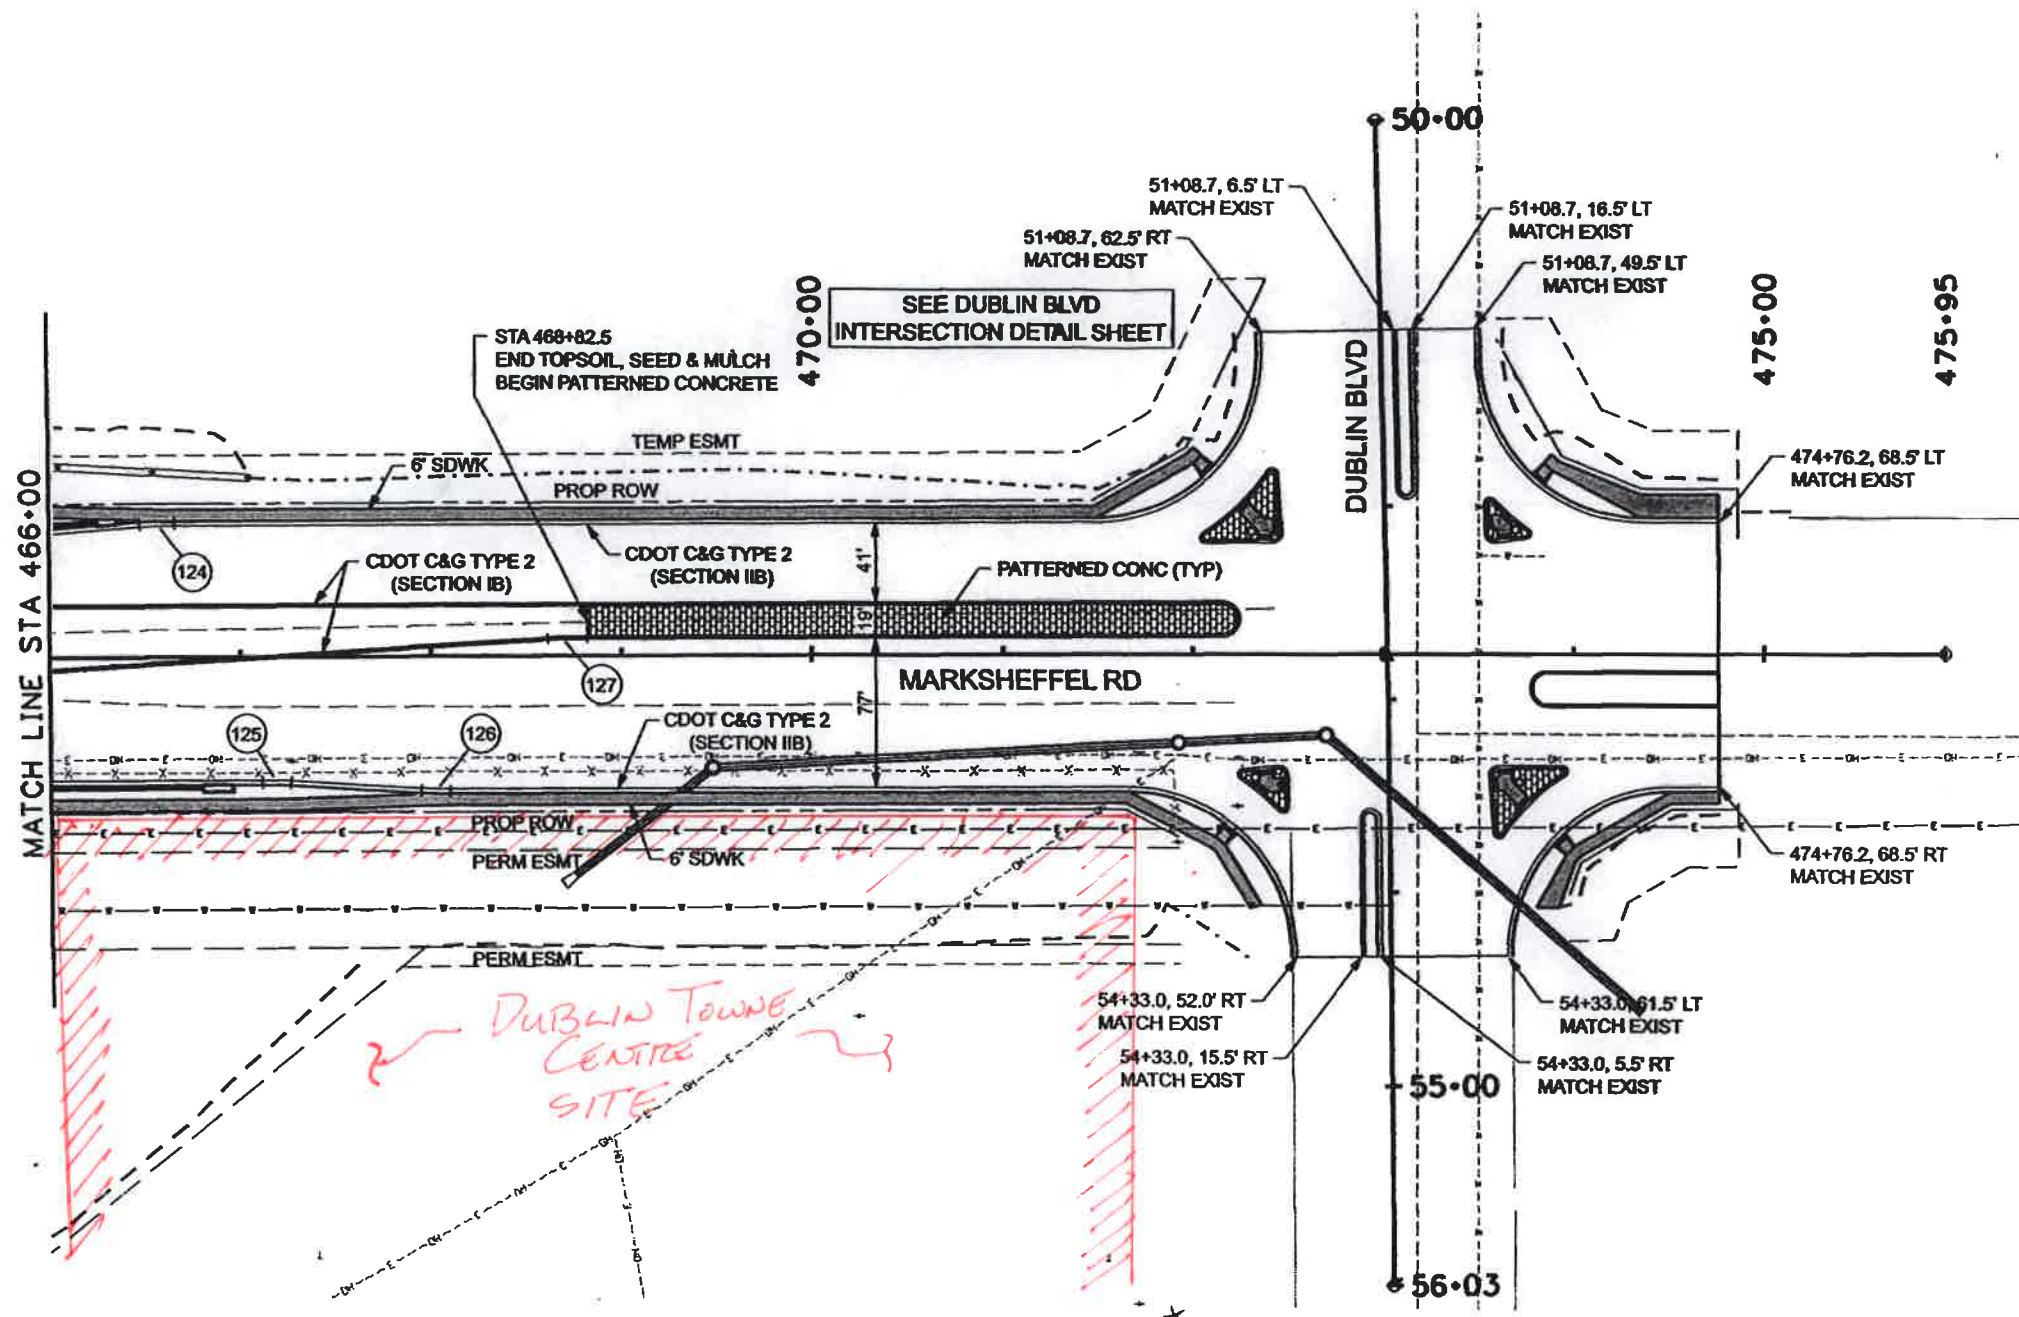 50+00
51+08.7, 6.5' LT
MATCH EXIST
51+08.7, 16.5' LT
MATCH EXIST
51+08.7, 62.5' RT
MATCH EXIST
51+08.7, 49.5' LT
MATCH EXIST
470+00
SEE DUBLIN BLVD
INTERSECTION DETAIL SHEET
475+00
475+95
STA 468+82.5
END TOPSOIL, SEED & MULCH
BEGIN PATTERNED CONCRETE
DUBLIN BLVD
TEMP ESMT
6' SDWK
PROP ROW
474+76.2, 68.5' LT
MATCH EXIST
MATCH LINE STA 466+00
124
CDOT C&G TYPE 2
(SECTION IB)
CDOT C&G TYPE 2
(SECTION IIB)
41'
PATTERNED CONC (TYP)
19'
127
MARKSHEFFEL RD
77'
125
126
CDOT C&G TYPE 2
(SECTION IIB)
PROP ROW
PERM ESMT
6' SDWK
474+76.2, 68.5' RT
MATCH EXIST
PERM ESMT
DUBLIN TOWNE
CENTRE
SITE
54+33.0, 52.0' RT
MATCH EXIST
54+33.0, 61.5' LT
MATCH EXIST
54+33.0, 15.5' RT
MATCH EXIST
54+33.0, 5.5' RT
MATCH EXIST
55+00
56+03